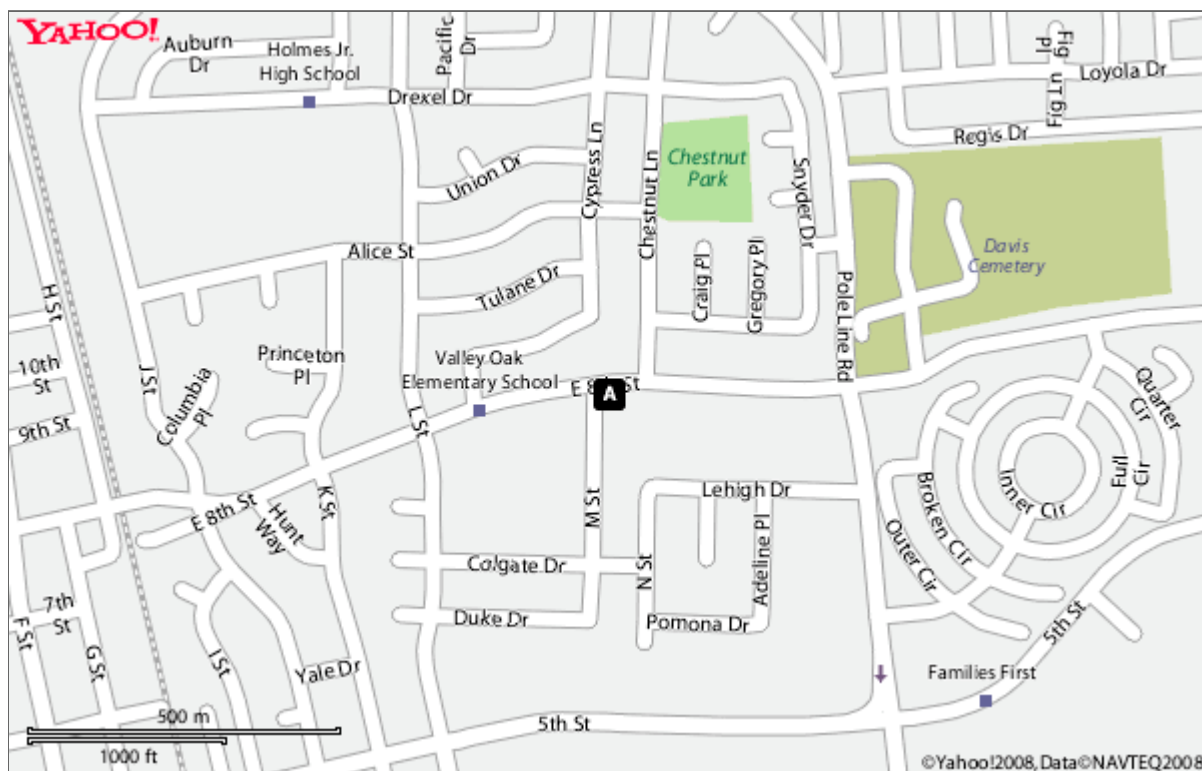 YAHOO!
Auburn
Dr
Holmes Jr.
High School
Pacific
Dr
Drexel Dr
Fig
Pl
Fig Ln
Loyola Dr
Regis Dr
Union Dr
Cypress Ln
Chestnut Ln
Chestnut
Park
Snyder Dr
Davis
Cemetery
Alice St
Tulane Dr
Craig Pl
Gregory Pl
Pole Line Rd
H St
J St
Princeton
Pl
Valley Oak
Elementary School
E 8th St
A
10th
St
9th St
Columbia
Pl
L St
Quarter
Cir
Full
Cir
Inner Cir
Broken Cir
Outer Cir
E 8th St
Hunt
Way
K St
M St
Lehigh Dr
Colgate Dr
N St
Adeline Pl
Duke Dr
Pomona Dr
7th
St
F St
G St
I St
Yale Dr
5th St
Families First
500 m
1000 ft
5th St
©Yahoo!2008,Data©NAVTEQ2008